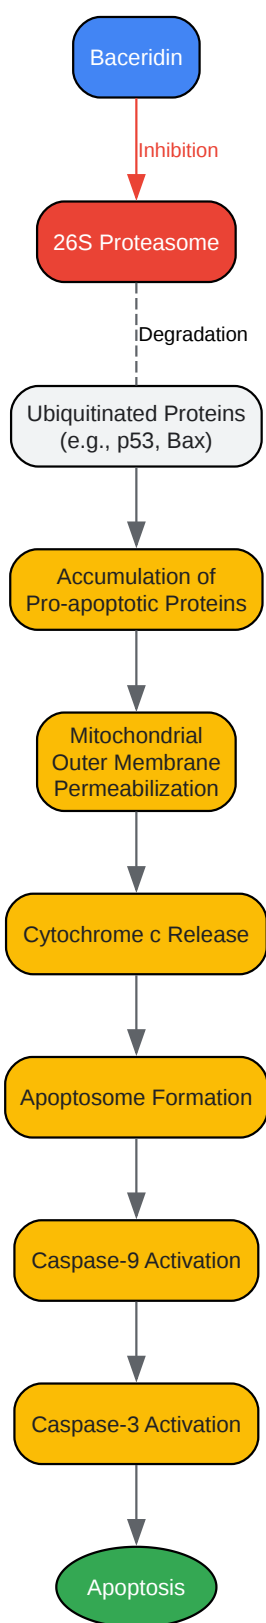 Baceridin
Inhibition
26S Proteasome
Degradation
Ubiquitinated Proteins
(e.g., p53, Bax)
Accumulation of
Pro-apoptotic Proteins
Mitochondrial
Outer Membrane
Permeabilization
Cytochrome c Release
Apoptosome Formation
Caspase-9 Activation
Caspase-3 Activation
Apoptosis